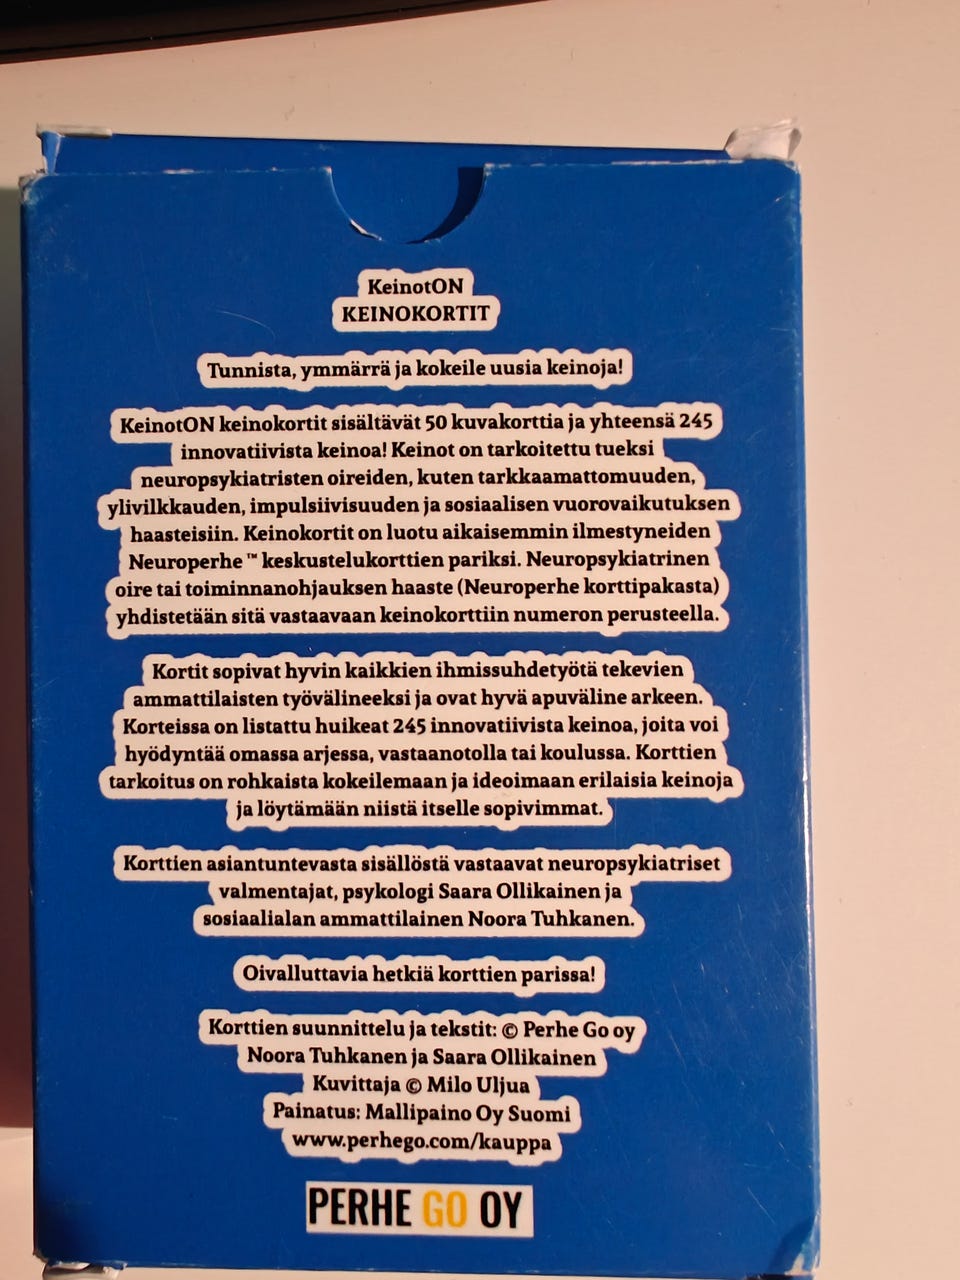 KeinotON
KEINOKORTIT
Tunnista, ymmärrä ja kokeile uusia keinoja!
KeinotON keinokortit sisältävät 50 kuvakorttia ja yhteensä 245
innovatiivista keinoa! Keinot on tarkoitettu tueksi
neuropsykiatristen oireiden, kuten tarkkaamattomuuden,
ylivilkkauden, impulsiivisuuden ja sosiaalisen vuorovaikutuksen
haasteisiin. Keinokortit on luotu aikaisemmin ilmestyneiden
Neuroperhe ™ keskustelukorttien pariksi. Neuropsykiatrinen
oire tai toiminnanohjauksen haaste (Neuroperhe korttipakasta)
yhdistetään sitä vastaavaan keinokorttiin numeron perusteella.
Kortit sopivat hyvin kaikkien ihmissuhdetyötä tekevien
ammattilaisten työvälineeksi ja ovat hyvä apuväline arkeen.
Korteissa on listattu huikeat 245 innovatiivista keinoa, joita voi
hyödyntää omassa arjessa, vastaanotolla tai koulussa. Korttien
tarkoitus on rohkaista kokeilemaan ja ideoimaan erilaisia keinoja
ja löytämään niistä itselle sopivimmat.
Korttien asiantuntevasta sisällöstä vastaavat neuropsykiatriset
valmentajat, psykologi Saara Ollikainen ja
sosiaalialan ammattilainen Noora Tuhkanen.
Oivalluttavia hetkiä korttien parissa!
Korttien suunnittelu ja tekstit: © Perhe Go oy
Noora Tuhkanen ja Saara Ollikainen
Kuvittaja © Milo Uljua
Painatus: Mallipaino Oy Suomi
www.perhego.com/kauppa
PERHE GO OY